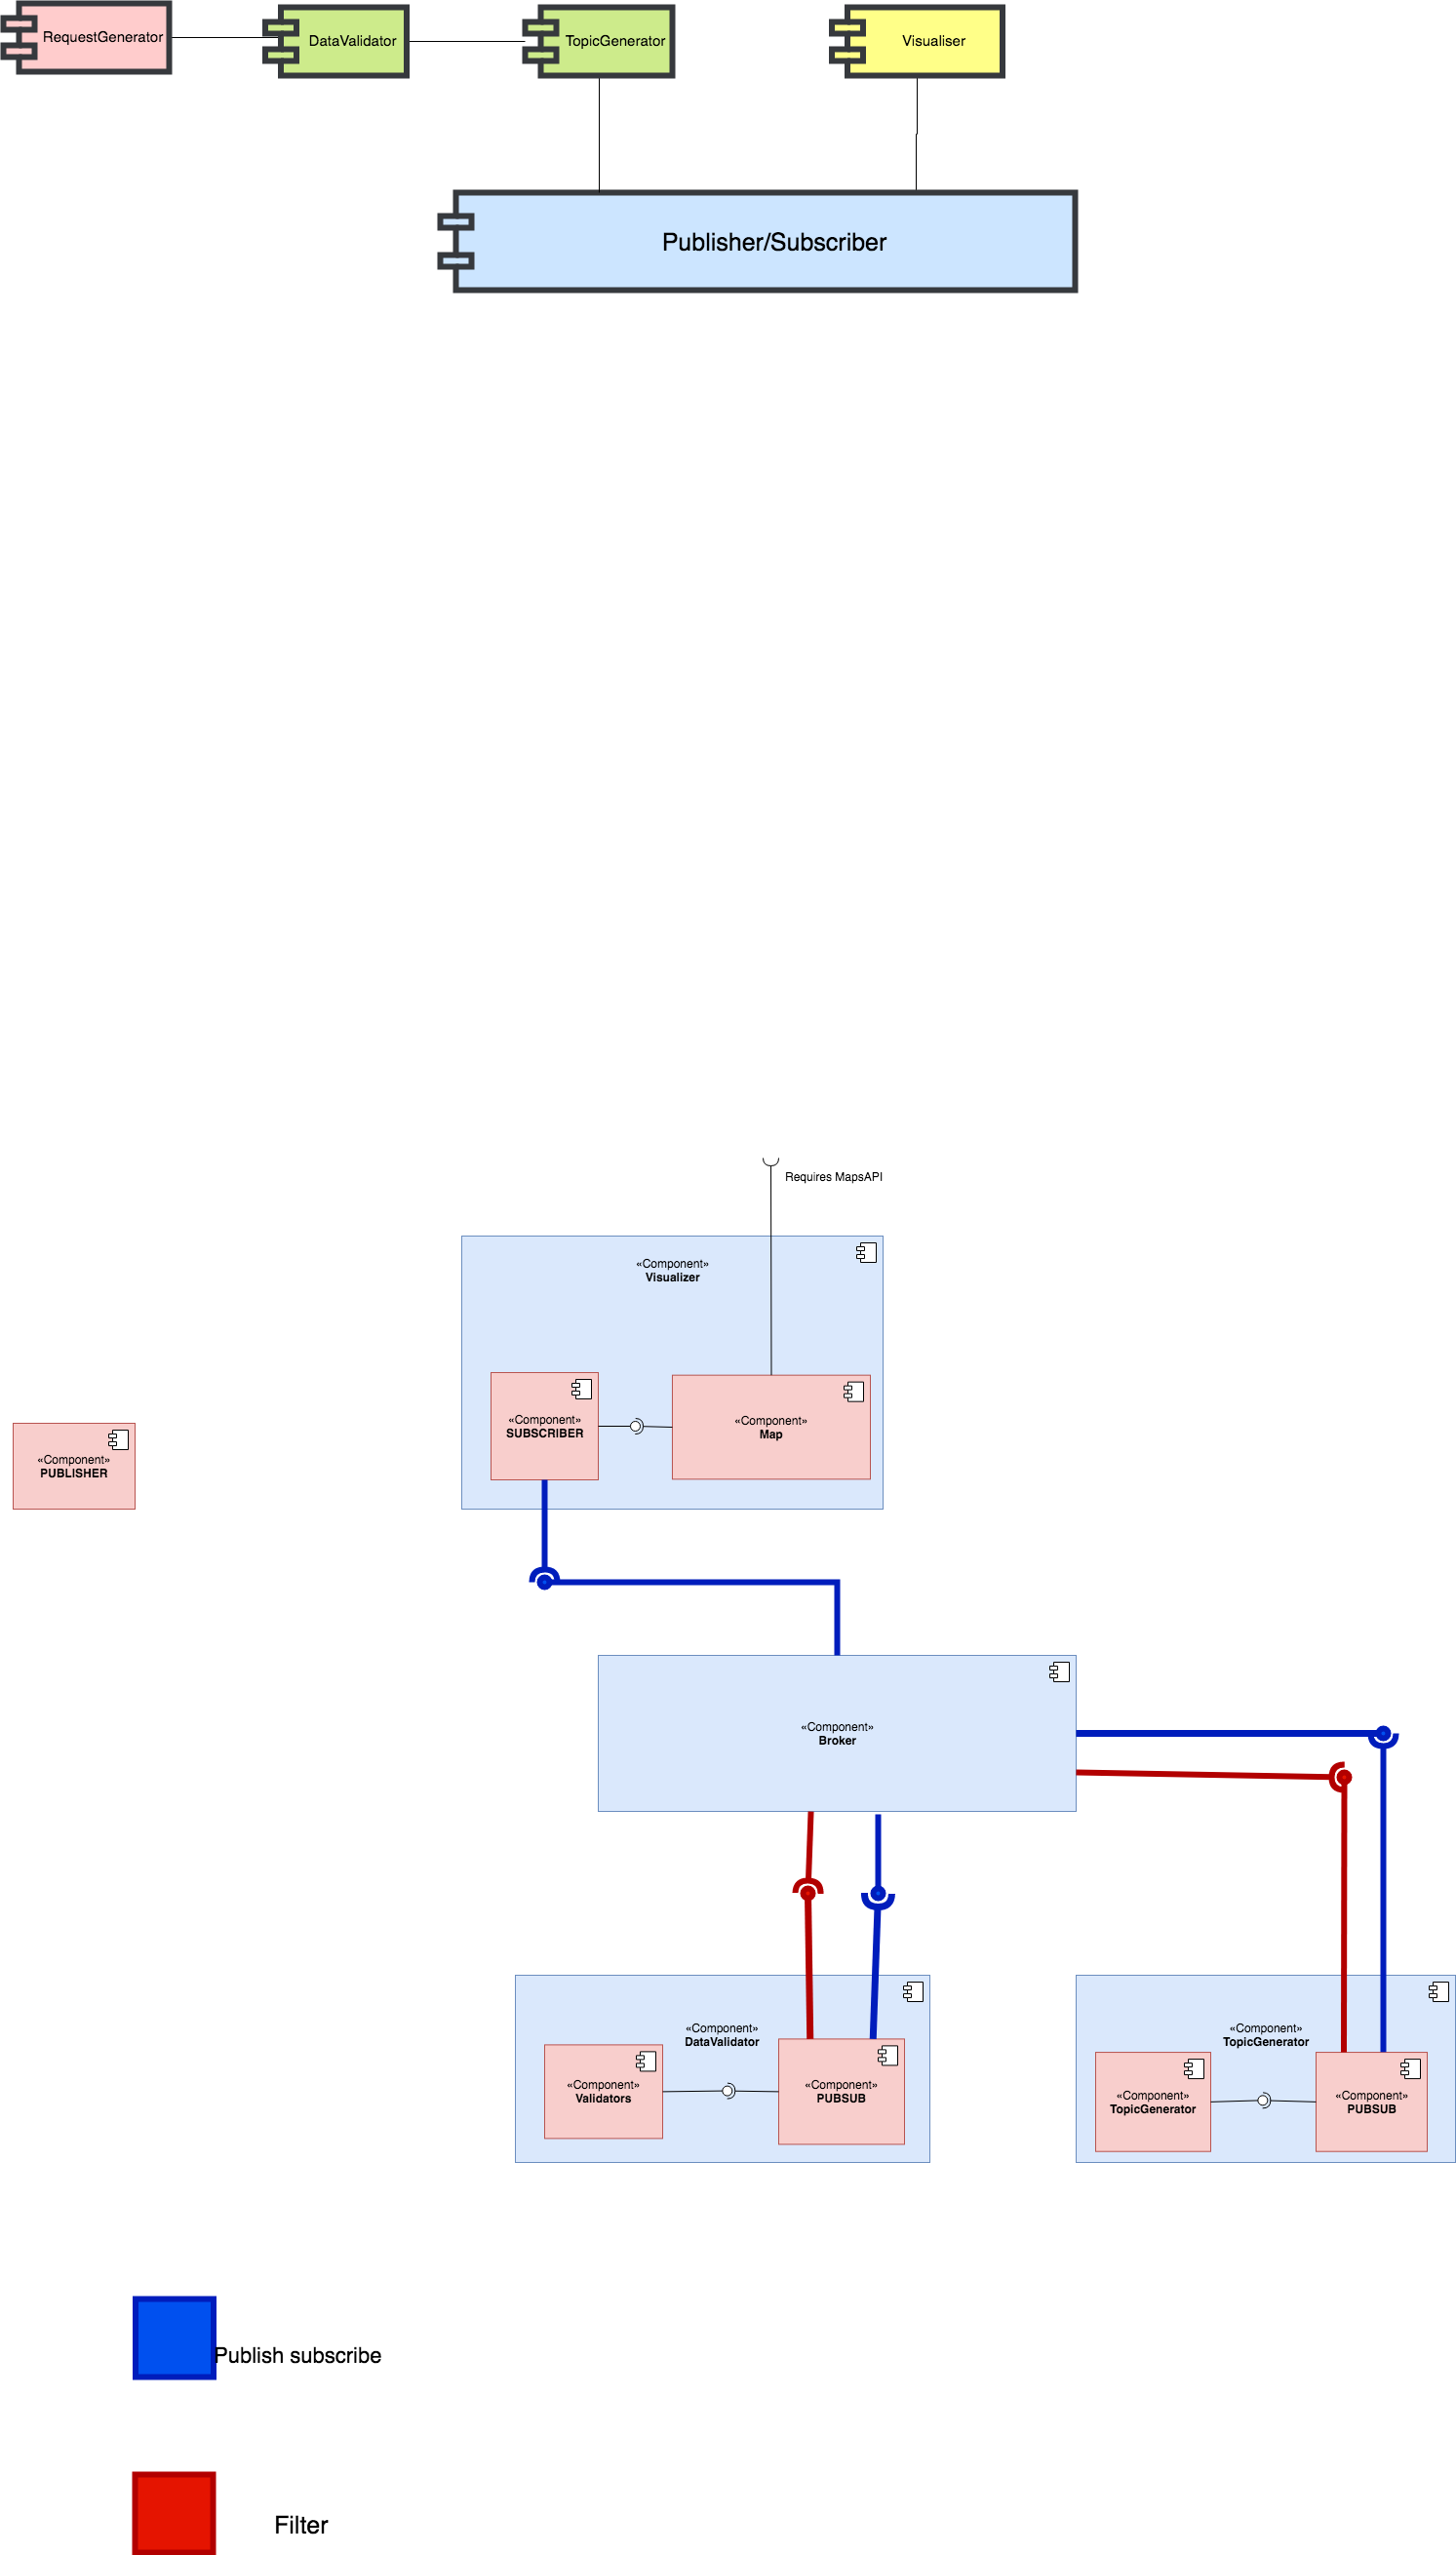 RequestGenerator
DataValidator
TopicGenerator
Visualiser
Publisher/Subscriber
Requires MapsAPI
«Component»
Visualizer
«Component»
SUBSCRIBER
«Component»
Map
«Component»
PUBLISHER
«Component»
Broker
«Component»
DataValidator
«Component»
TopicGenerator
«Component»
Validators
«Component»
PUBSUB
«Component»
TopicGenerator
«Component»
PUBSUB
Publish subscribe
Filter